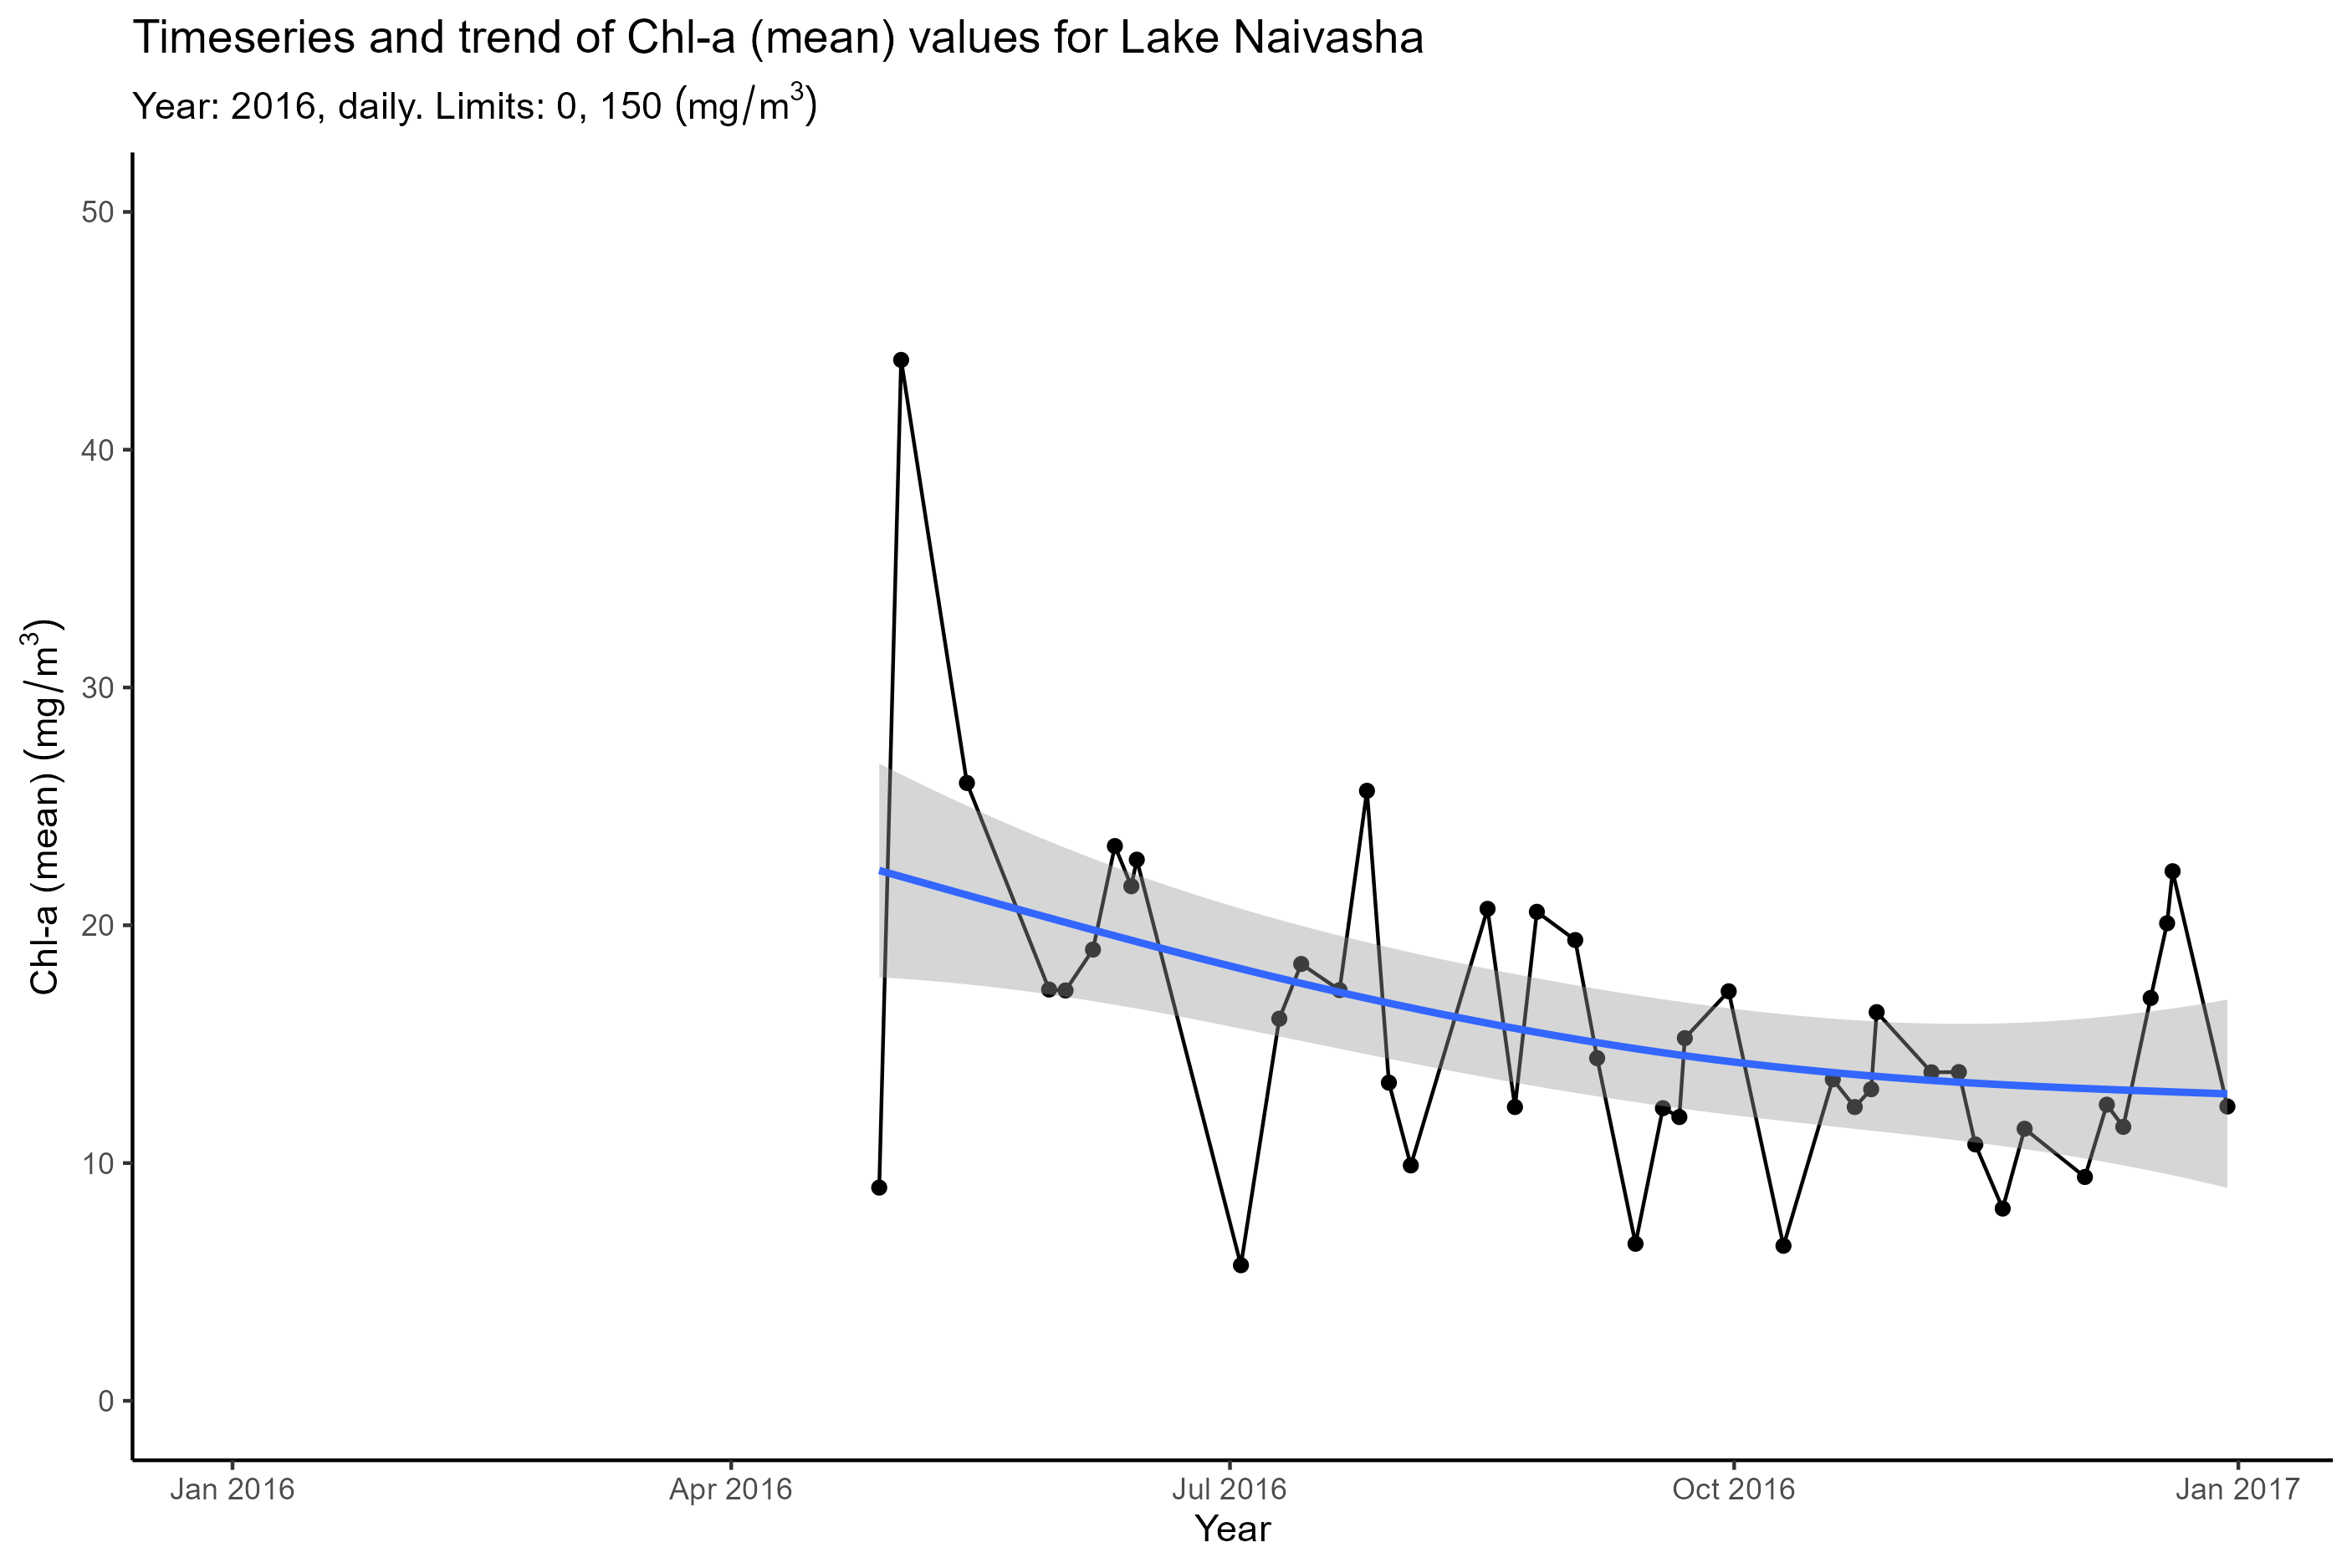 Timeseries and trend of Chl-a (mean) values for Lake Naivasha
Year: 2016, daily. Limits: 0, 150 (mg/m³)
Chl-a (mean) (mg/m³)
50
40
30
20
10
0
Jan 2016 Apr 2016 Jul 2016 Oct 2016 Jan 2017
Year